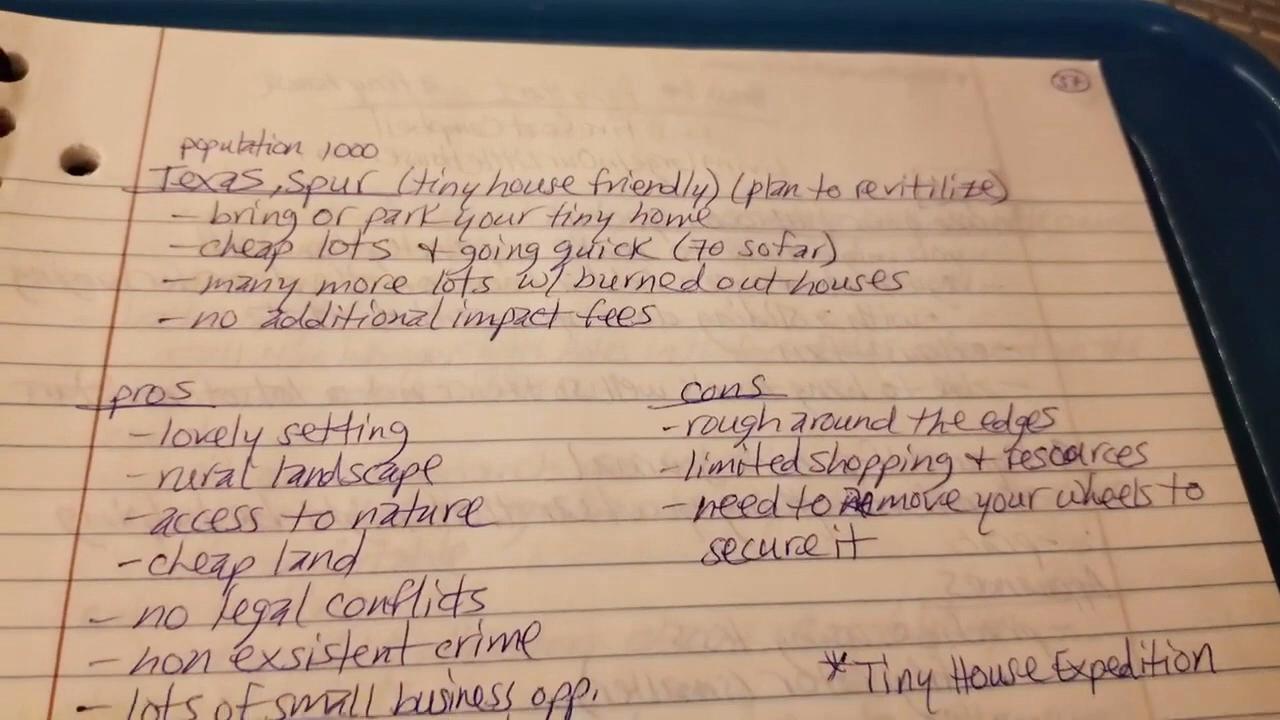 37
population 1000
Texas, Spur (tiny house friendly) (plan to revitilize)
- bring or park your tiny home
- cheap lots & going quick (70 so far)
- many more lots w/ burned out houses
- no additional impact fees
pros
- lovely setting
- rural landscape
- access to nature
- cheap land
- no legal conflicts
- non exsistent crime
- lots of small business opp.
cons
- rough around the edges
- limited shopping & resources
- need to remove your wheels to
secure it
* Tiny House Expedition